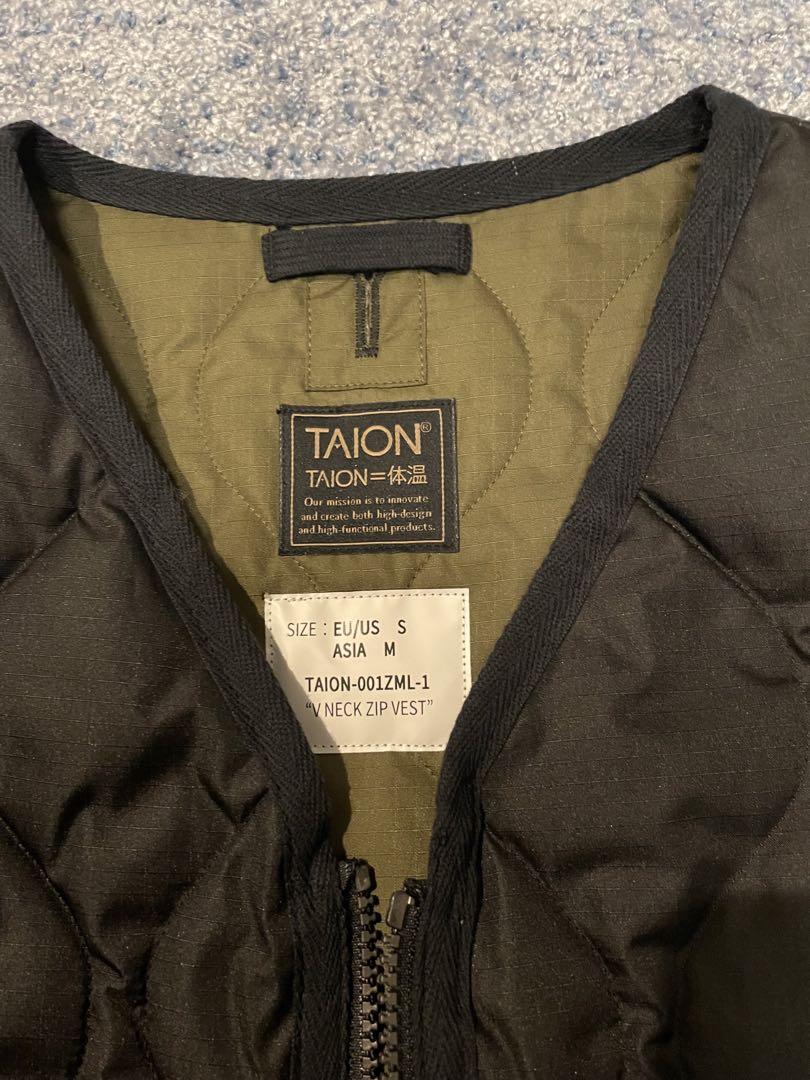 TAION®
TAION=体温
Our mission is to innovate
and create both high-design
and high-functional products.
SIZE : EU/US S
ASIA M
TAION-001ZML-1
“V NECK ZIP VEST”